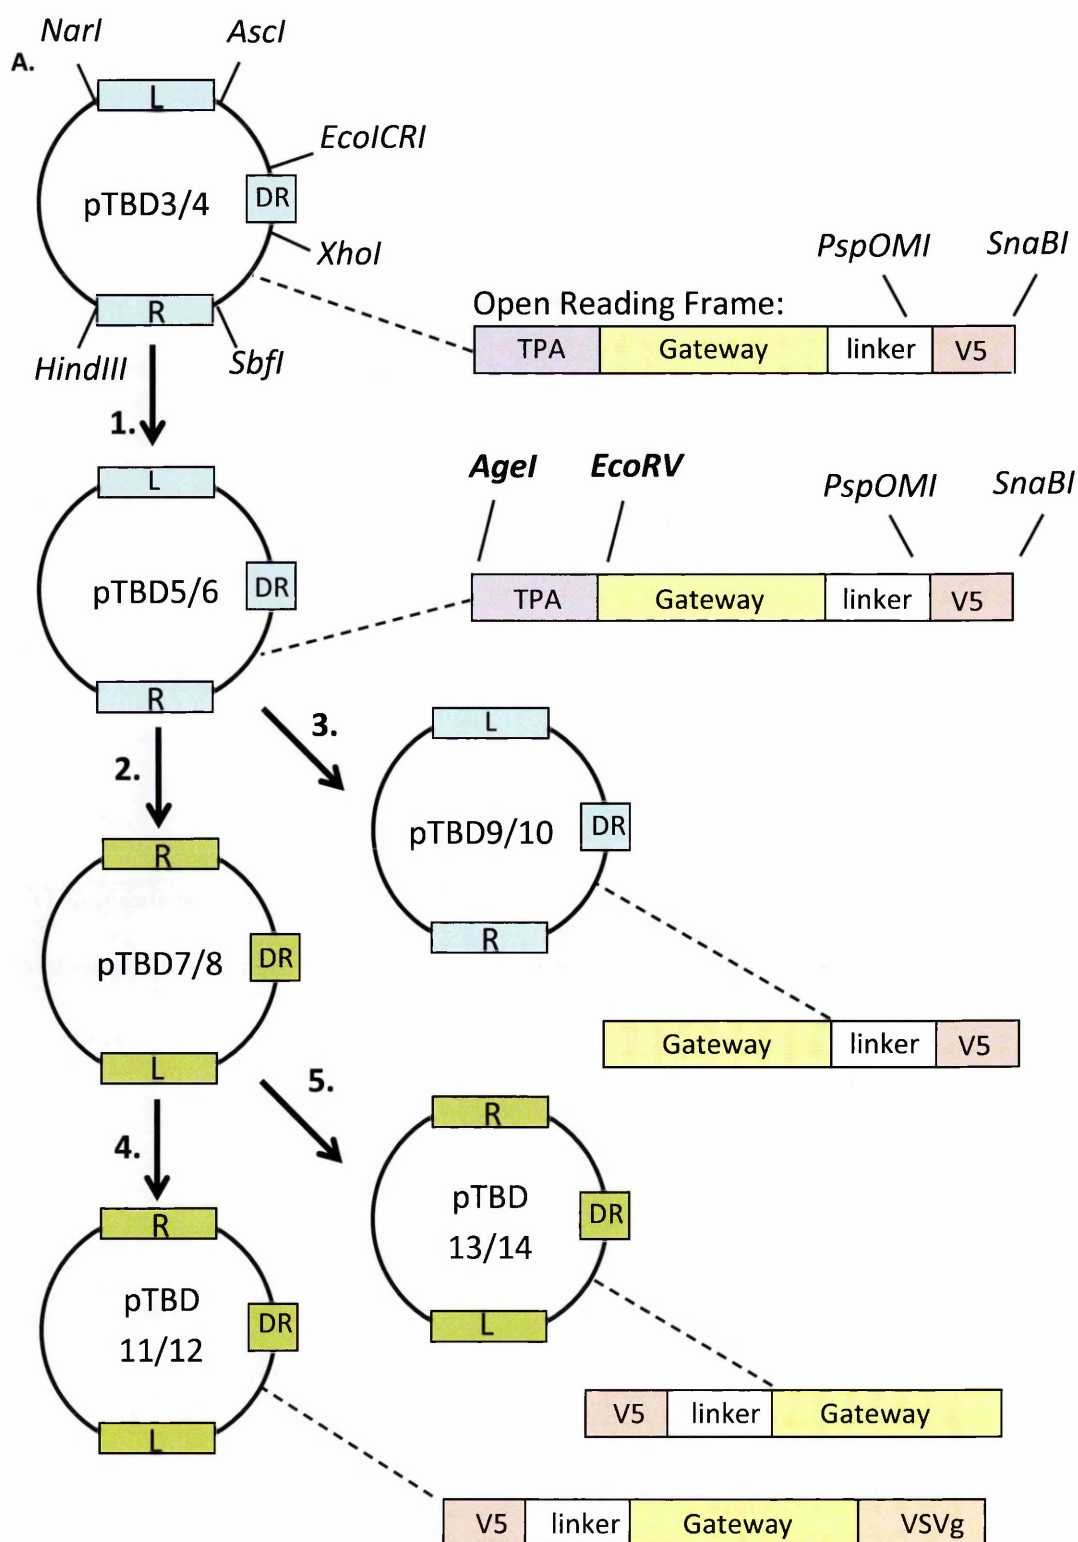 NarI
AscI
A.
L
EcoICRI
pTBD3/4
DR
XhoI
PspOMI
SnaBI
R
Open Reading Frame:
TPA
Gateway
linker
V5
HindIII
SbfI
1.
L
AgeI
EcoRV
PspOMI
SnaBI
pTBD5/6
DR
TPA
Gateway
linker
V5
R
3.
2.
L
pTBD9/10
DR
R
R
pTBD7/8
DR
Gateway
linker
V5
L
5.
4.
R
pTBD
13/14
DR
L
R
pTBD
11/12
DR
L
V5
linker
Gateway
V5
linker
Gateway
VSVg